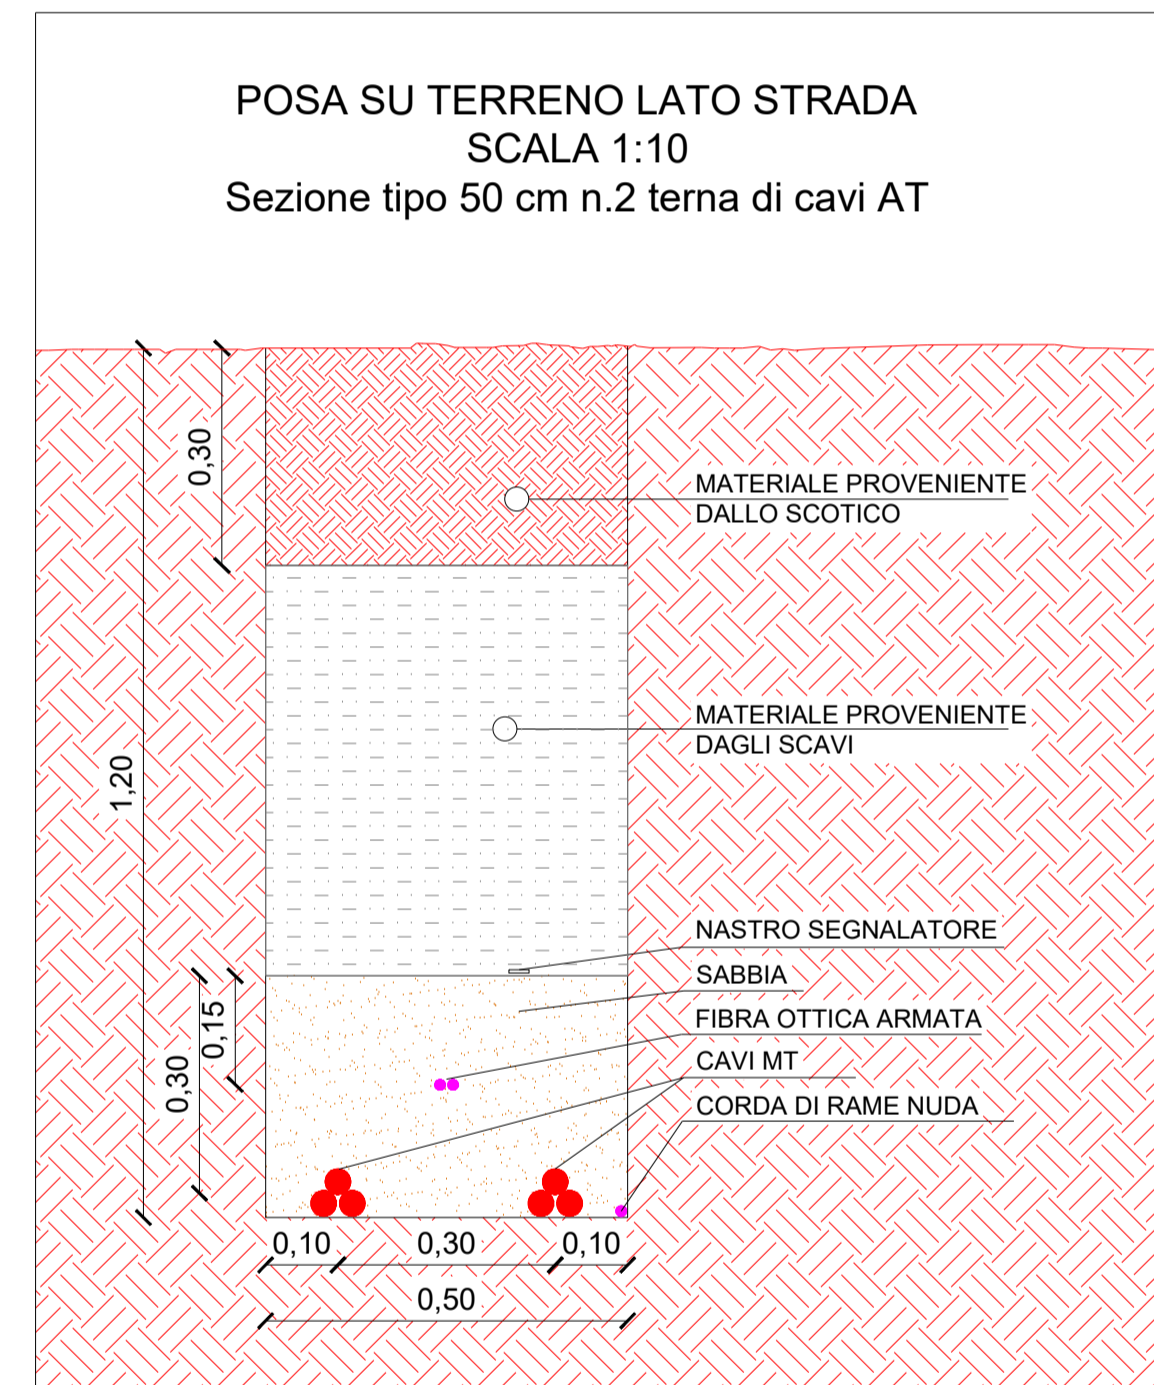 POSA SU TERRENO LATO STRADA
SCALA 1:10
Sezione tipo 50 cm n.2 terna di cavi AT
0,30
MATERIALE PROVENIENTE
DALLO SCOTICO
1,20
MATERIALE PROVENIENTE
DAGLI SCAVI
NASTRO SEGNALATORE
SABBIA
0,15
FIBRA OTTICA ARMATA
0,30
CAVI MT
CORDA DI RAME NUDA
0,10 0,30 0,10
0,50